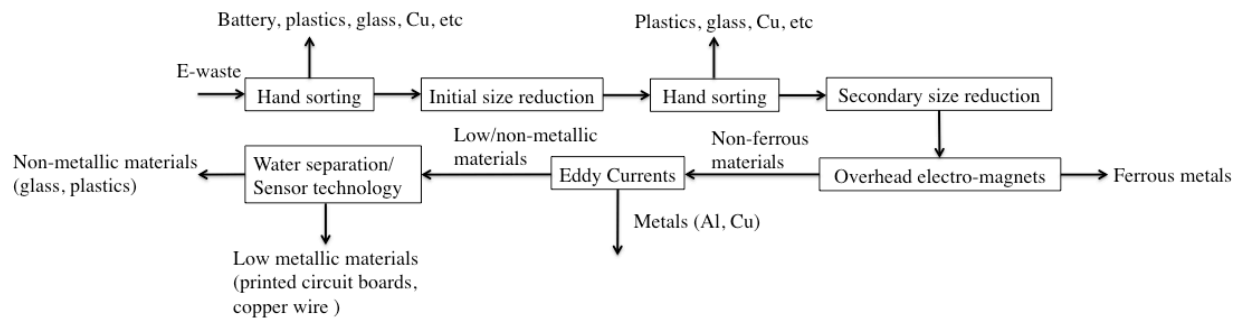 Battery, plastics, glass, Cu, etc
Plastics, glass, Cu, etc
E-waste
Hand sorting
Initial size reduction
Hand sorting
Secondary size reduction
Non-metallic materials
(glass, plastics)
Water separation/
Sensor technology
Low/non-metallic
materials
Eddy Currents
Non-ferrous
materials
Overhead electro-magnets
Ferrous metals
Metals (Al, Cu)
Low metallic materials
(printed circuit boards,
copper wire )